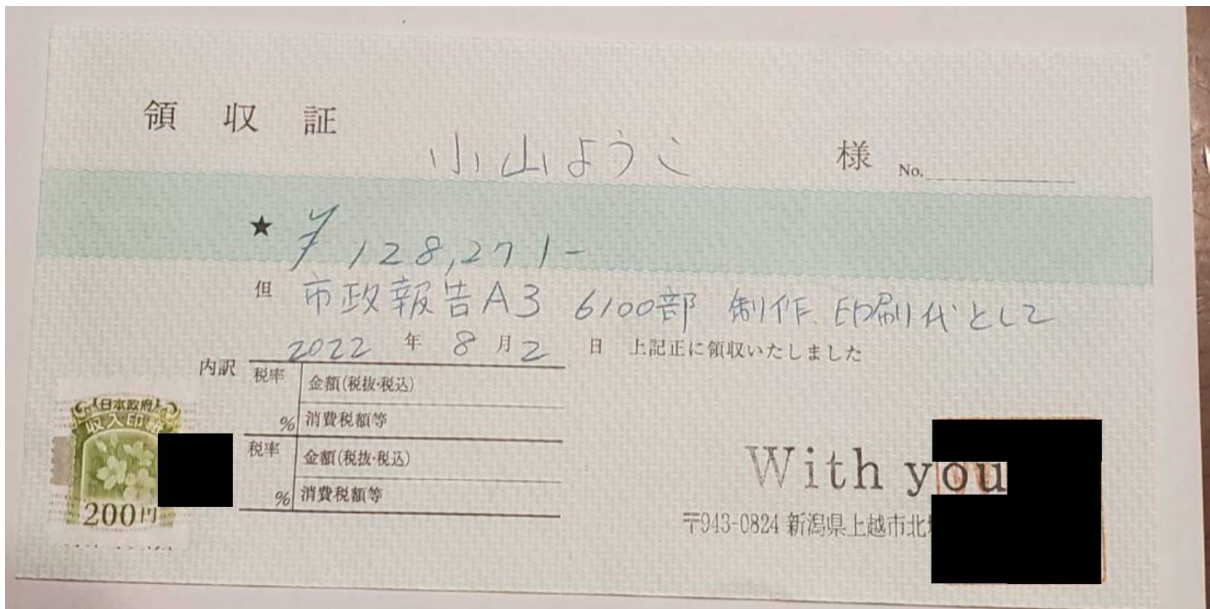 領収証
小山ようこ 様 No.
★ ¥128,271-
但 市政報告A3 6100部 制作、印刷代として
2022年8月2日 上記正に領収いたしました
内訳 税率 金額(税抜・税込)
% 消費税額等
税率 金額(税抜・税込)
% 消費税額等
日本政府
収入印紙
200円
With you
〒943-0824 新潟県上越市北